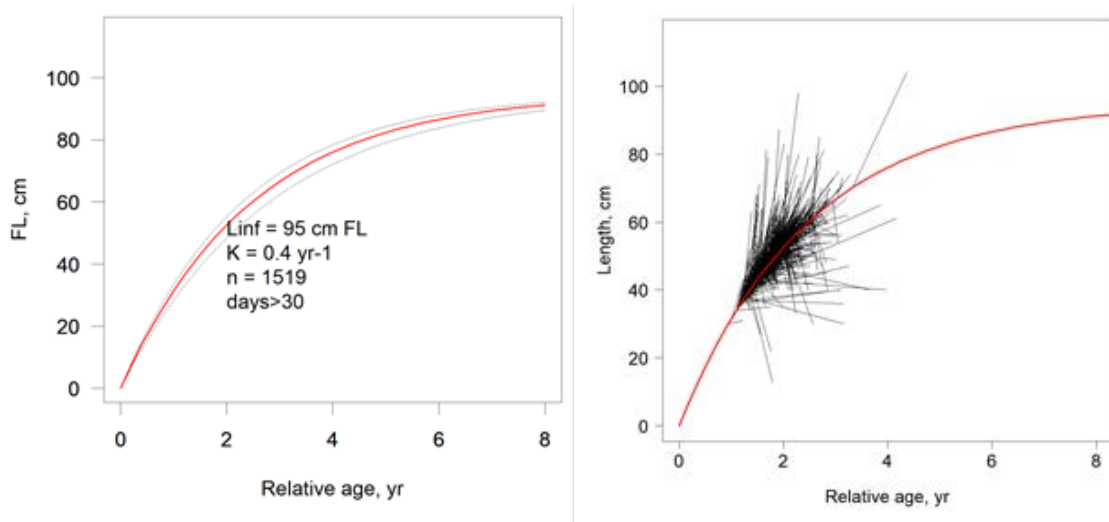 100
80
60
40
20
0
FL, cm
Linf = 95 cm FL
K = 0.4 yr-1
n = 1519
days>30
0 2 4 6 8
Relative age, yr
100
80
60
40
20
0
Length, cm
0 2 4 6 8
Relative age, yr